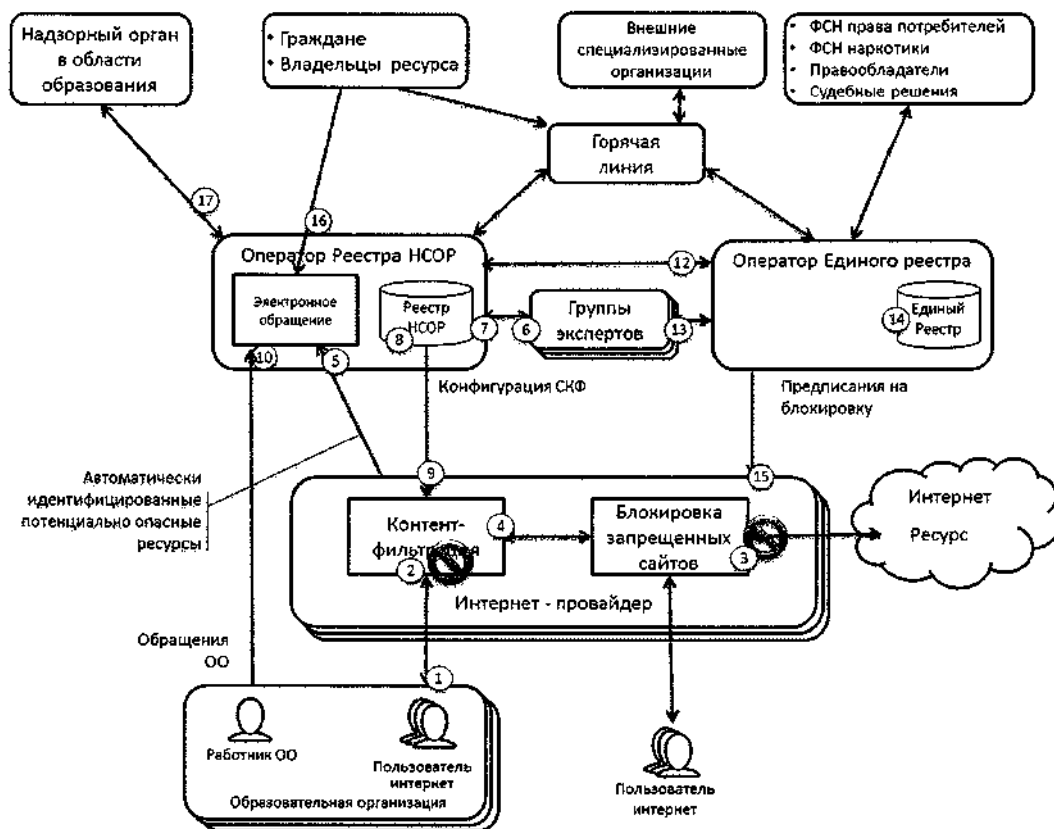 Надзорный орган
в области
образования
• Граждане
• Владельцы ресурса
Внешние
специализированные
организации
• ФСН права потребителей
• ФСН наркотики
• Правообладатели
• Судебные решения
Горячая
линия
17
16
Оператор Реестра НСОР
12
Оператор Единого реестра
Электронное
обращение
Реестр
НСОР
8
7
6
Группы
экспертов
13
14
Единый
Реестр
10
5
Конфигурация СКФ
Предписания на
блокировку
Автоматически
идентифицированные
потенциально опасные
ресурсы
9
15
Контент-
фильтрация
2
4
Блокировка
запрещенных
сайтов
3
Интернет
Ресурс
Интернет - провайдер
Обращения
ОО
1
Работник ОО
Пользователь
интернет
Образовательная организация
Пользователь
интернет